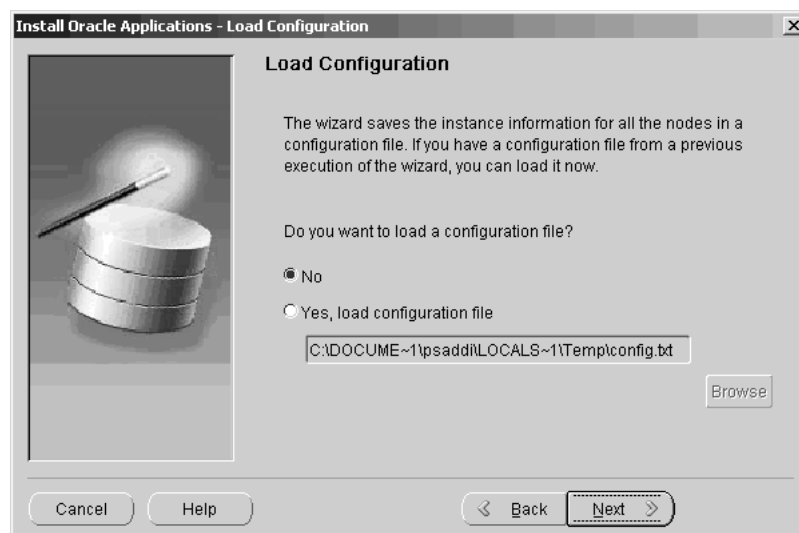 Install Oracle Applications - Load Configuration
Load Configuration
The wizard saves the instance information for all the nodes in a
configuration file. If you have a configuration file from a previous
execution of the wizard, you can load it now.
Do you want to load a configuration file?
No
Yes, load configuration file
C:\DOCUME~1\psaddi\LOCALS~1\Temp\config.txt
Browse
Cancel Help Back Next